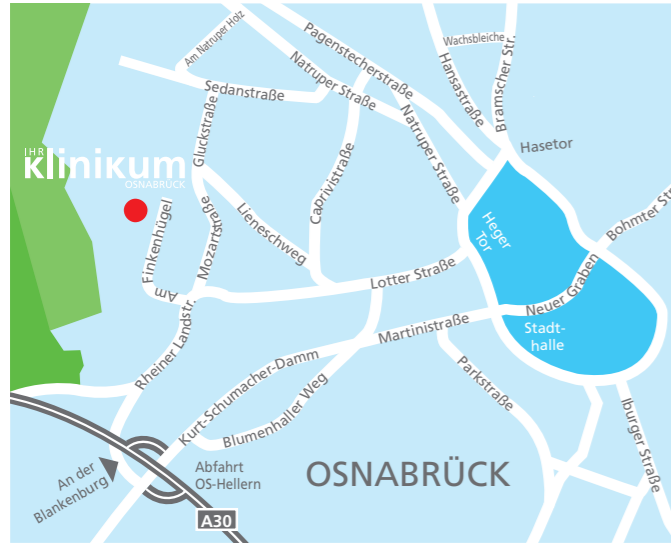 Am Natruper Holz
Pagenstecherstraße
Wachsbleiche
Hansastraße
Bramscher Str.
Sedanstraße
Natruper Straße
Natruper Straße
Hasetor
Gluckstraße
IHR
Klinikum
OSNABRÜCK
Caprivistraße
Lieneschweg
Mozartstraße
Am Finkenhügel
Heger
Tor
Bohmter Str
Lotter Straße
Neuer Graben
Martinistraße
Stadt-
halle
Rheiner Landstr.
Kurt-Schumacher-Damm
Blumenhaller Weg
Parkstraße
Iburger Straße
An der
Blankenburg
Abfahrt
OS-Hellern
OSNABRÜCK
A30